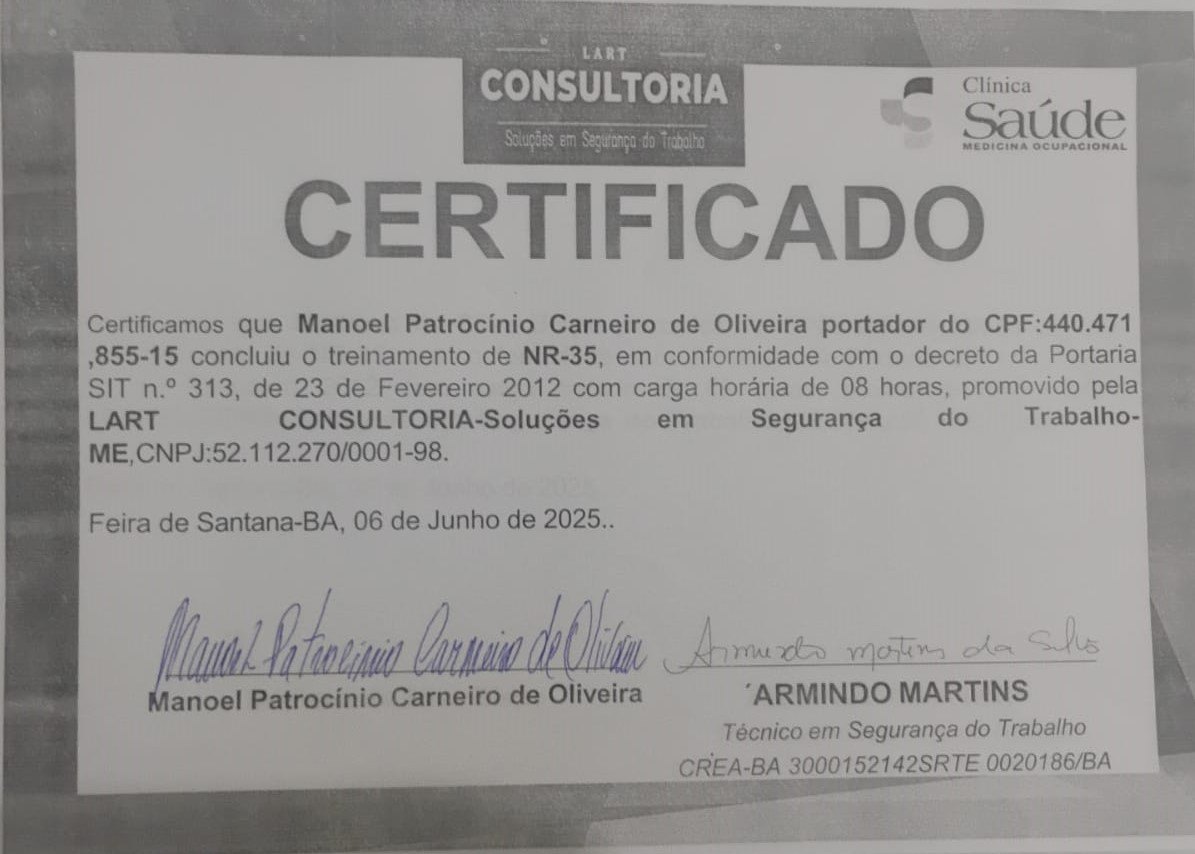 LART
CONSULTORIA
Soluções em Segurança do Trabalho
Clínica
Saúde
MEDICINA OCUPACIONAL
CERTIFICADO
Certificamos que Manoel Patrocínio Carneiro de Oliveira portador do CPF:440.471
,855-15 concluiu o treinamento de NR-35, em conformidade com o decreto da Portaria
SIT n.º 313, de 23 de Fevereiro 2012 com carga horária de 08 horas, promovido pela
LART CONSULTORIA-Soluções em Segurança do Trabalho-
ME,CNPJ:52.112.270/0001-98.
Feira de Santana-BA, 06 de Junho de 2025..
Manoel Patrocinio Carneiro de Oliveira
Armindo Martins da Silva
Manoel Patrocínio Carneiro de Oliveira
´ARMINDO MARTINS
Técnico em Segurança do Trabalho
CREA-BA 3000152142SRTE 0020186/BA